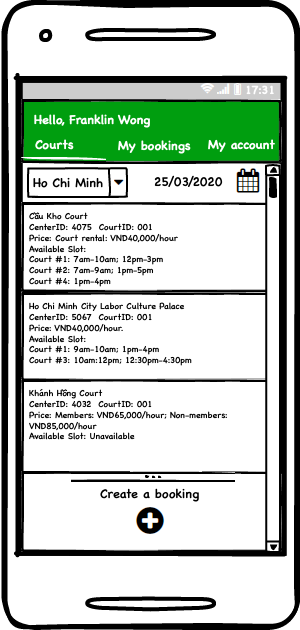 17:31
Hello, Franklin Wong
Courts My bookings My account
Ho Chi Minh 25/03/2020
Cầu Kho Court
CenterID: 4075 CourtID: 001
Price: Court rental: VND40,000/hour
Available Slot:
Court #1: 7am-10am; 12pm-3pm
Court #2: 7am-9am; 1pm-5pm
Court #4: 1pm-4pm
Ho Chi Minh City Labor Culture Palace
CenterID: 5067 CourtID: 001
Price: VND40,000/hour.
Available Slot:
Court #1: 9am-10am; 1pm-4pm
Court #3: 10am:12pm; 12:30pm-4:30pm
Khánh Hồng Court
CenterID: 4032 CourtID: 001
Price: Members: VND65,000/hour; Non-members:
VND85,000/hour
Available Slot: Unavailable
Create a booking